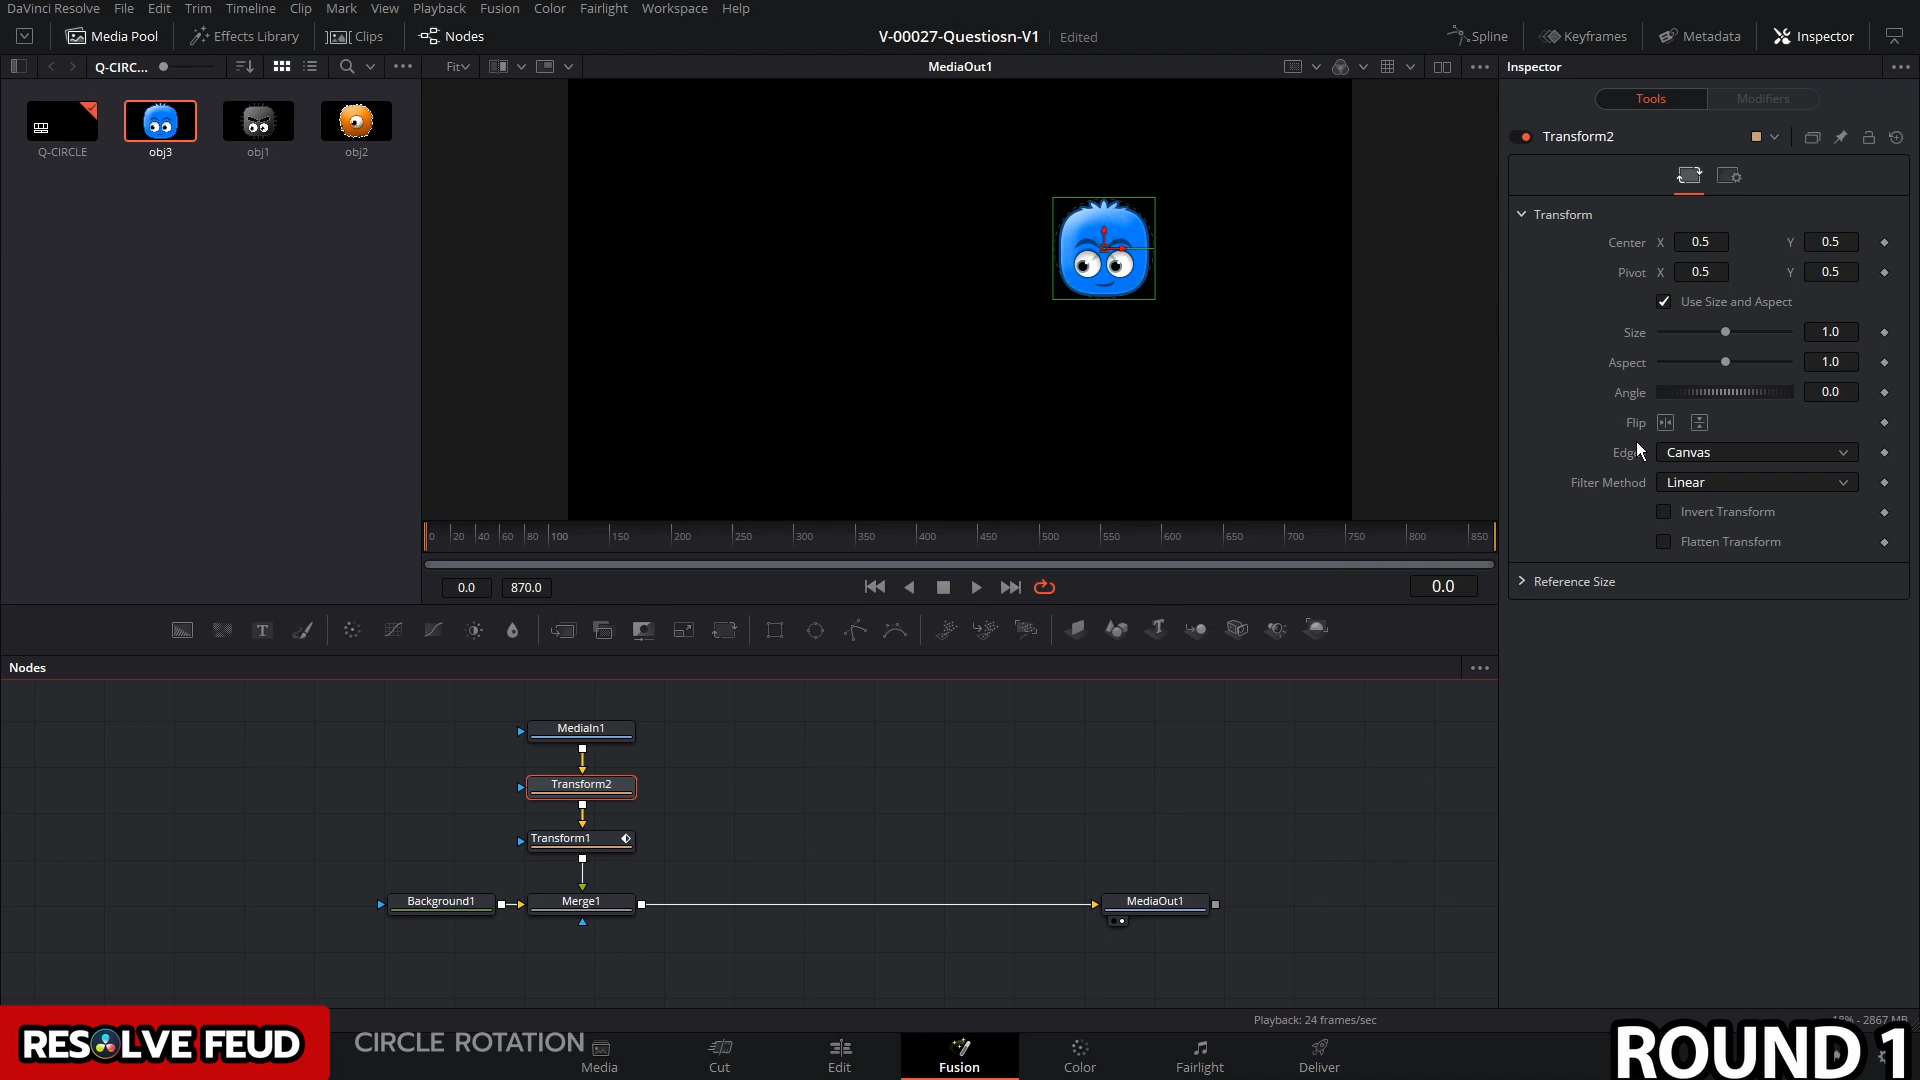 DaVinci Resolve File Edit Trim Timeline Clip Mark View Playback Fusion Color Fairlight Workspace Help
Media Pool Effects Library Clips Nodes V-00027-Questiosn-V1 Edited Spline Keyframes Metadata Inspector
Q-CIRC... Fit MediaOut1 Inspector
Tools Modifiers
Transform2
Q-CIRCLE obj3 obj1 obj2
Transform
Center X 0.5 Y 0.5
Pivot X 0.5 Y 0.5
Use Size and Aspect
Size 1.0
Aspect 1.0
Angle 0.0
Flip
Edge Canvas
Filter Method Linear
Invert Transform
Flatten Transform
Reference Size
0 20 40 60 80 100 150 200 250 300 350 400 450 500 550 600 650 700 750 800 850
0.0 870.0 0.0
T
Nodes
MediaIn1
Transform2
Transform1
Background1 Merge1 MediaOut1
Playback: 24 frames/sec 18% - 2867 MB
RESOLVE FEUD CIRCLE ROTATION ROUND 1
Media Cut Edit Fusion Color Fairlight Deliver